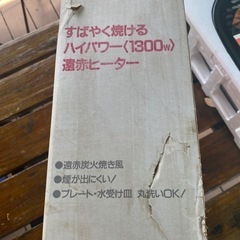 すばやく焼ける
ハイパワー〈1300w〉
遠赤ヒーター
●遠赤炭火焼き風
●煙が出にくい!
●プレート・水受け皿 丸洗いOK!